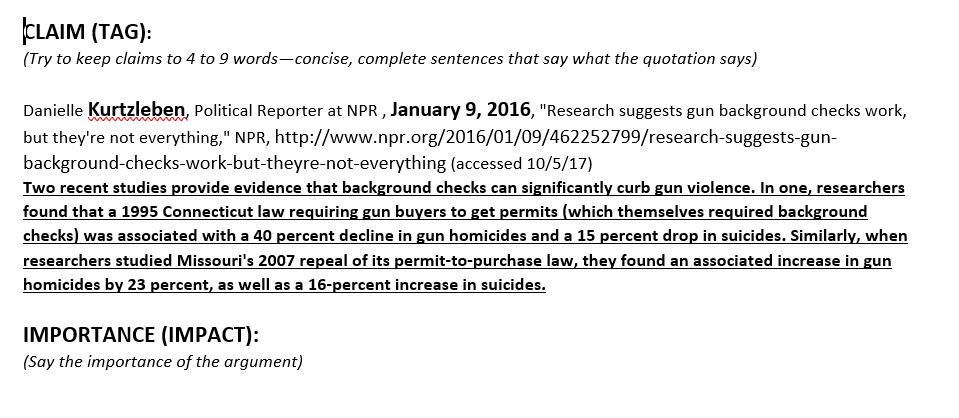 CLAIM (TAG):
(Try to keep claims to 4 to 9 words—concise, complete sentences that say what the quotation says)
Danielle Kurtzleben, Political Reporter at NPR , January 9, 2016, "Research suggests gun background checks work,
but they're not everything," NPR, http://www.npr.org/2016/01/09/462252799/research-suggests-gun-
background-checks-work-but-theyre-not-everything (accessed 10/5/17)
Two recent studies provide evidence that background checks can significantly curb gun violence. In one, researchers
found that a 1995 Connecticut law requiring gun buyers to get permits (which themselves required background
checks) was associated with a 40 percent decline in gun homicides and a 15 percent drop in suicides. Similarly, when
researchers studied Missouri's 2007 repeal of its permit-to-purchase law, they found an associated increase in gun
homicides by 23 percent, as well as a 16-percent increase in suicides.
IMPORTANCE (IMPACT):
(Say the importance of the argument)